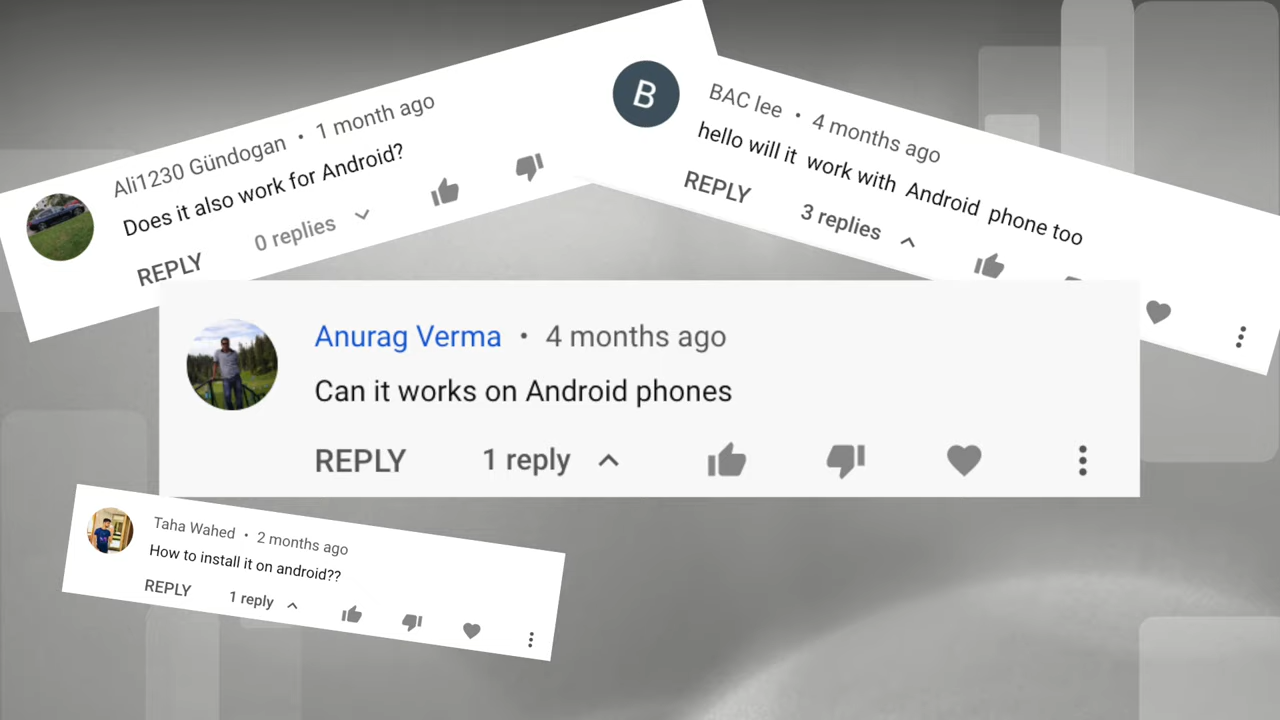 Ali1230 Gündogan • 1 month ago
Does it also work for Android?
REPLY 0 replies
B
BAC lee • 4 months ago
hello will it work with Android phone too
REPLY 3 replies
Anurag Verma • 4 months ago
Can it works on Android phones
REPLY 1 reply
Taha Wahed • 2 months ago
How to install it on android??
REPLY 1 reply